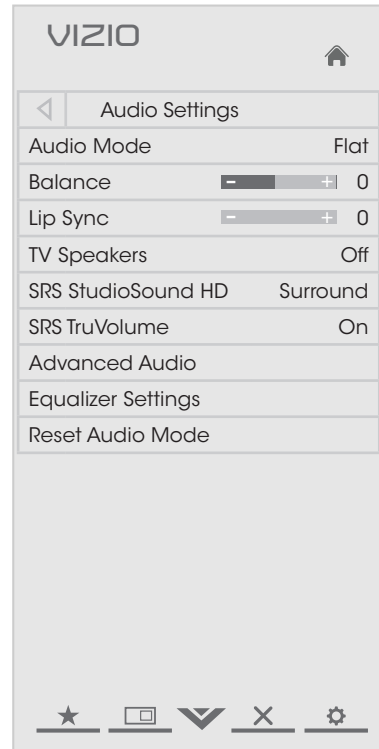 VIZIO
Audio Settings
Audio Mode Flat
Balance - + 0
Lip Sync - + 0
TV Speakers Off
SRS StudioSound HD Surround
SRS TruVolume On
Advanced Audio
Equalizer Settings
Reset Audio Mode